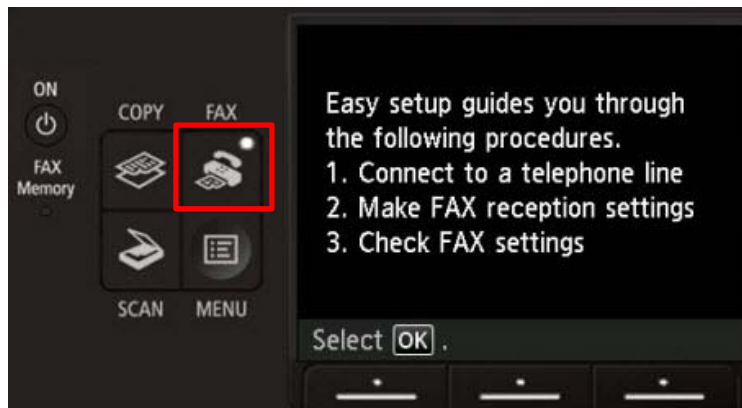 ON
COPY
FAX
FAX
Memory
SCAN
MENU
Easy setup guides you through
the following procedures.
1. Connect to a telephone line
2. Make FAX reception settings
3. Check FAX settings
Select OK .